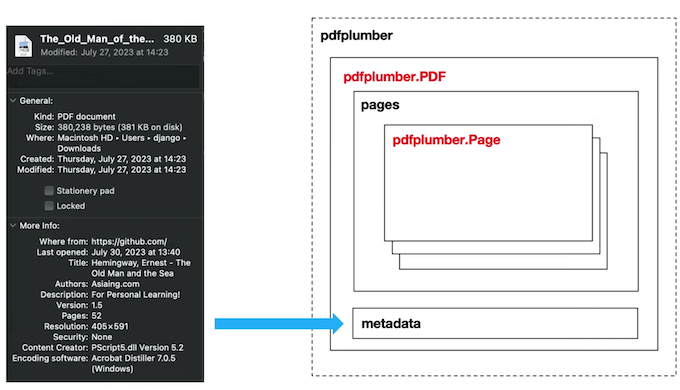 The_Old_Man_of_the... 380 KB
Modified: July 27, 2023 at 14:23
Add Tags...
General:
Kind: PDF document
Size: 380,238 bytes (381 KB on disk)
Where: Macintosh HD ▸ Users ▸ django ▸
Downloads
Created: Thursday, July 27, 2023 at 14:23
Modified: Thursday, July 27, 2023 at 14:23
Stationery pad
Locked
More Info:
Where from: https://github.com/
Last opened: July 30, 2023 at 13:40
Title: Hemingway, Ernest - The
Old Man and the Sea
Authors: Asiaing.com
Description: For Personal Learning!
Version: 1.5
Pages: 52
Resolution: 405×591
Security: None
Content Creator: PScript5.dll Version 5.2
Encoding software: Acrobat Distiller 7.0.5
(Windows)
pdfplumber
pdfplumber.PDF
pages
pdfplumber.Page
metadata